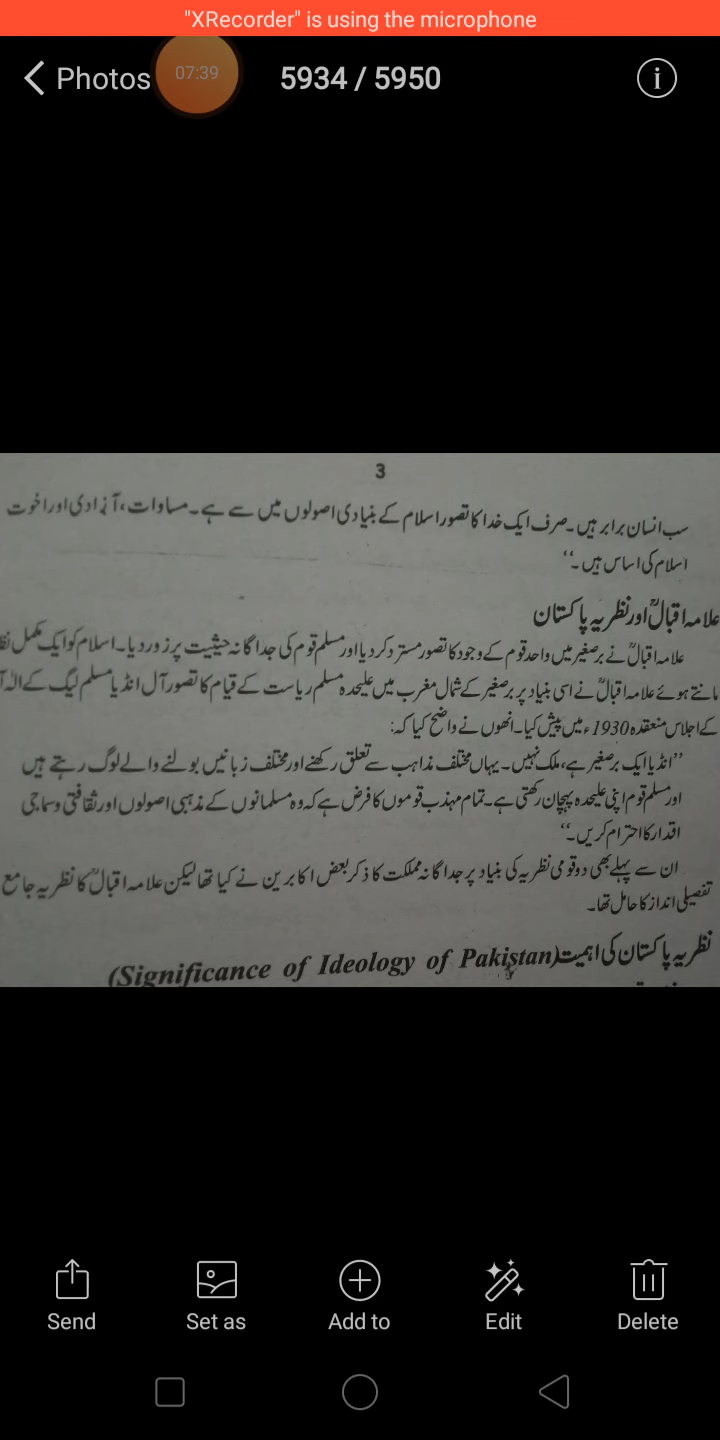 "XRecorder" is using the microphone
Photos 07:39 5934 / 5950
3
سب انسان برابر ہیں۔ صرف ایک خدا کا تصور اسلام کے بنیادی اصولوں میں سے ہے۔ مساوات، آزادی اور اخوت
اسلام کی اساس ہیں۔‘‘
علامہ اقبالؒ اور نظریہ پاکستان
علامہ اقبالؒ نے برصغیر میں واحد قوم کے وجود کا تصور مسترد کر دیا اور مسلم قوم کی جداگانہ حیثیت پر زور دیا۔ اسلام کو ایک مکمل
مانتے ہوئے علامہ اقبالؒ نے اسی بنیاد پر برصغیر کے شمال مغرب میں علیحدہ مسلم ریاست کے قیام کا تصور آل انڈیا مسلم لیگ کے
کے اجلاس منعقدہ 1930ء میں پیش کیا۔ انھوں نے واضح کیا کہ:
’’انڈیا ایک برصغیر ہے، ملک نہیں۔ یہاں مختلف مذاہب سے تعلق رکھنے اور مختلف زبانیں بولنے والے لوگ رہتے ہیں
اور مسلم قوم اپنی علیحدہ پہچان رکھتی ہے۔ تمام مہذب قوموں کا فرض ہے کہ وہ مسلمانوں کے مذہبی اصولوں اور ثقافتی و سماجی
اقدار کا احترام کریں۔‘‘
ان سے پہلے بھی دو قومی نظریہ کی بنیاد پر جداگانہ مملکت کا ذکر بعض اکابرین نے کیا تھا لیکن علامہ اقبالؒ کا نظریہ جامع
تفصیلی انداز کا حامل تھا۔
نظریہ پاکستان کی اہمیت (Significance of Ideology of Pakistan)
Send Set as Add to Edit Delete